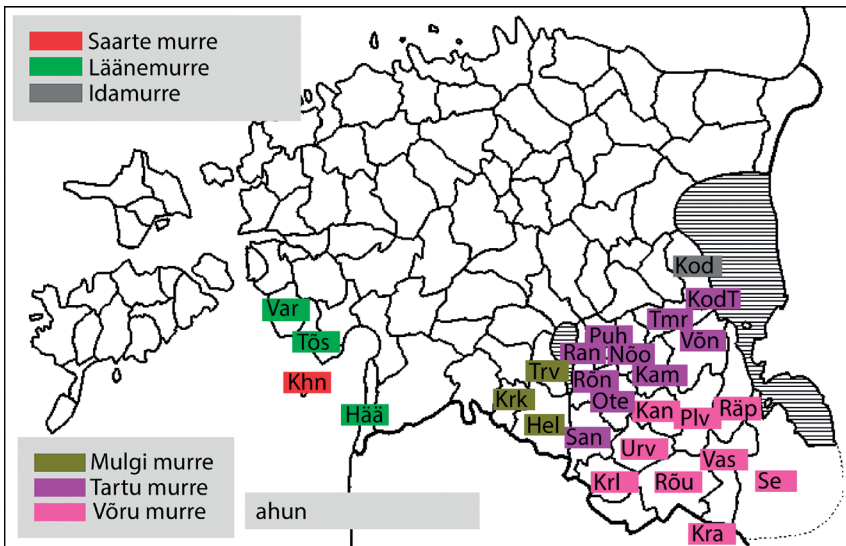 Saarte murre
Läänemurre
Idamurre
Kod
KodT
Var
Tmr
Tõs
Puh
Võn
Ran
Nõo
Trv
Khn
Rõn
Kam
Krk
Ote
Kan
Räp
Hää
Plv
Hel
San
Urv
Vas
Mulgi murre
Tartu murre
Võru murre
Krl
Rõu
Se
ahun
Kra